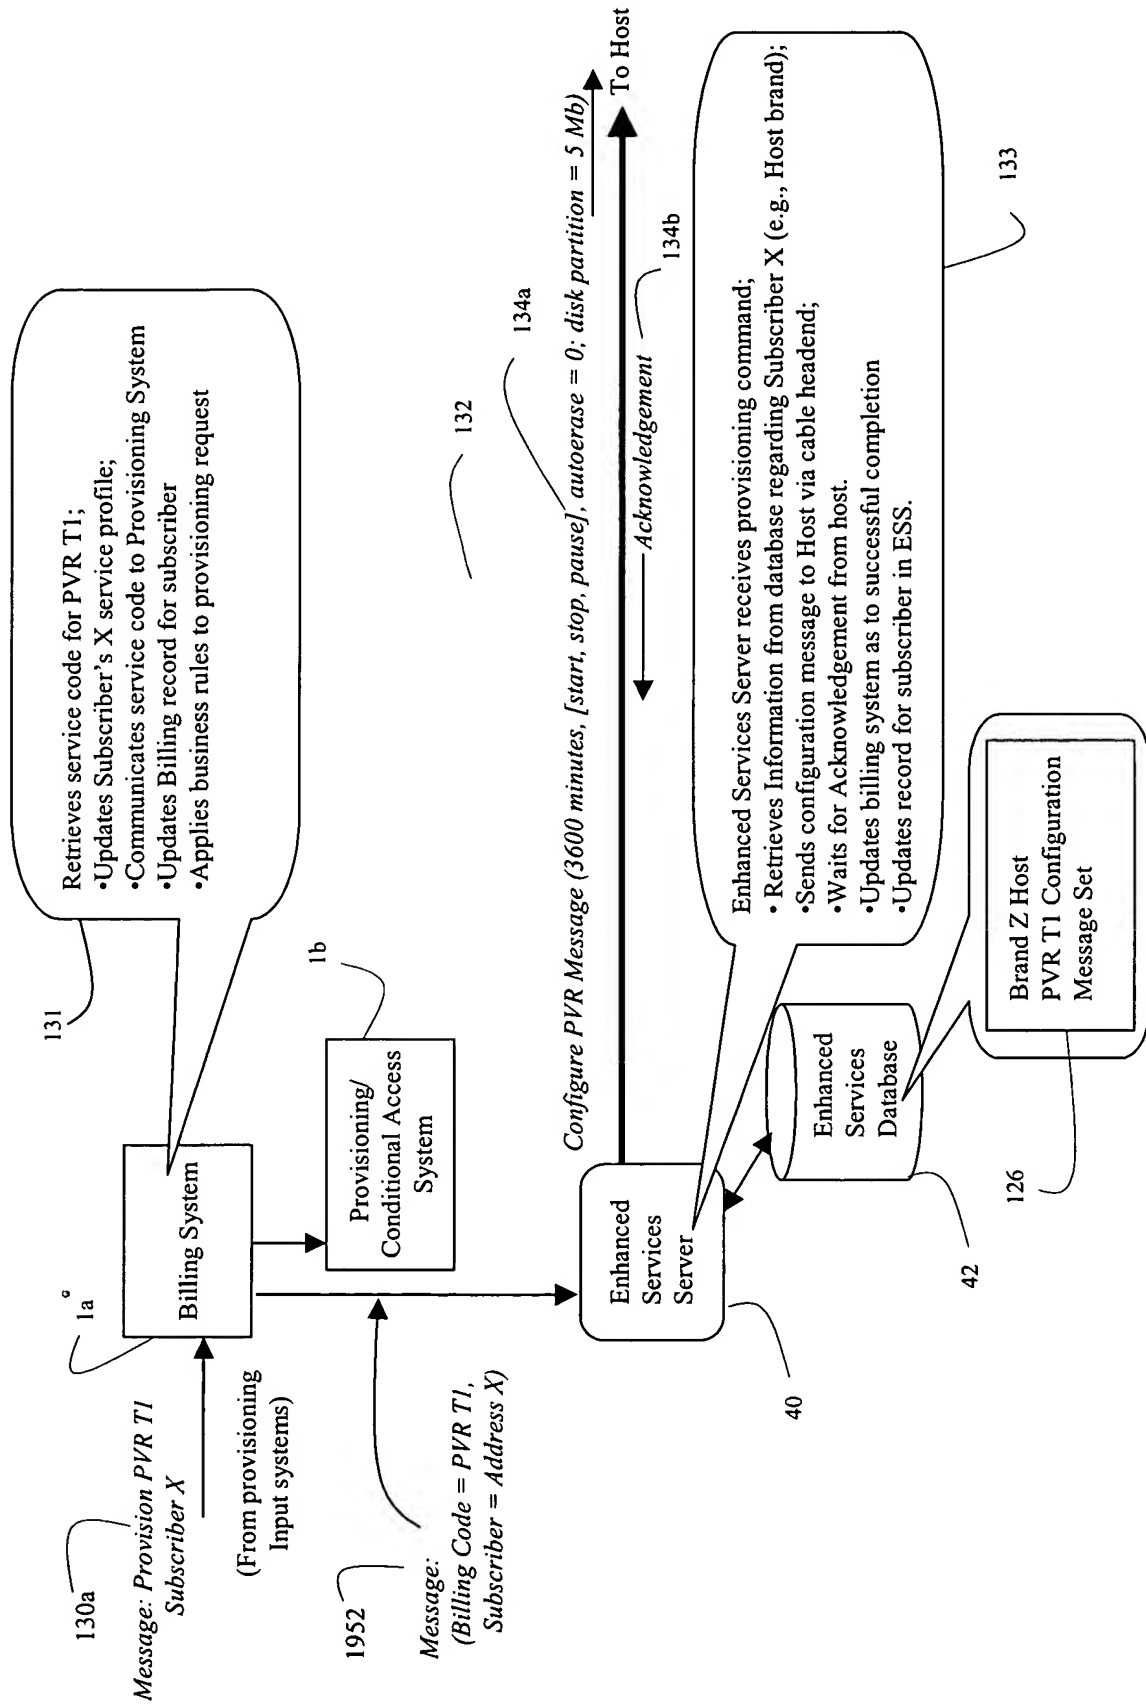 130a
Message: Provision PVR T1
Subscriber X
(From provisioning
Input systems)
1a
Billing System
131
Retrieves service code for PVR T1;
•Updates Subscriber's X service profile;
•Communicates service code to Provisioning System
•Updates Billing record for subscriber
•Applies business rules to provisioning request
1952
Message:
(Billing Code = PVR T1,
Subscriber = Address X)
Provisioning/
Conditional Access
System
1b
132
134a
Configure PVR Message (3600 minutes, [start, stop, pause], autoerase = 0; disk partition = 5 Mb)
To Host
Acknowledgement
134b
Enhanced
Services
Server
40
Enhanced Services Server receives provisioning command;
• Retrieves Information from database regarding Subscriber X (e.g., Host brand);
•Sends configuration message to Host via cable headend;
•Waits for Acknowledgement from host.
•Updates billing system as to successful completion
•Updates record for subscriber in ESS.
133
Enhanced
Services
Database
42
Brand Z Host
PVR T1 Configuration
Message Set
126